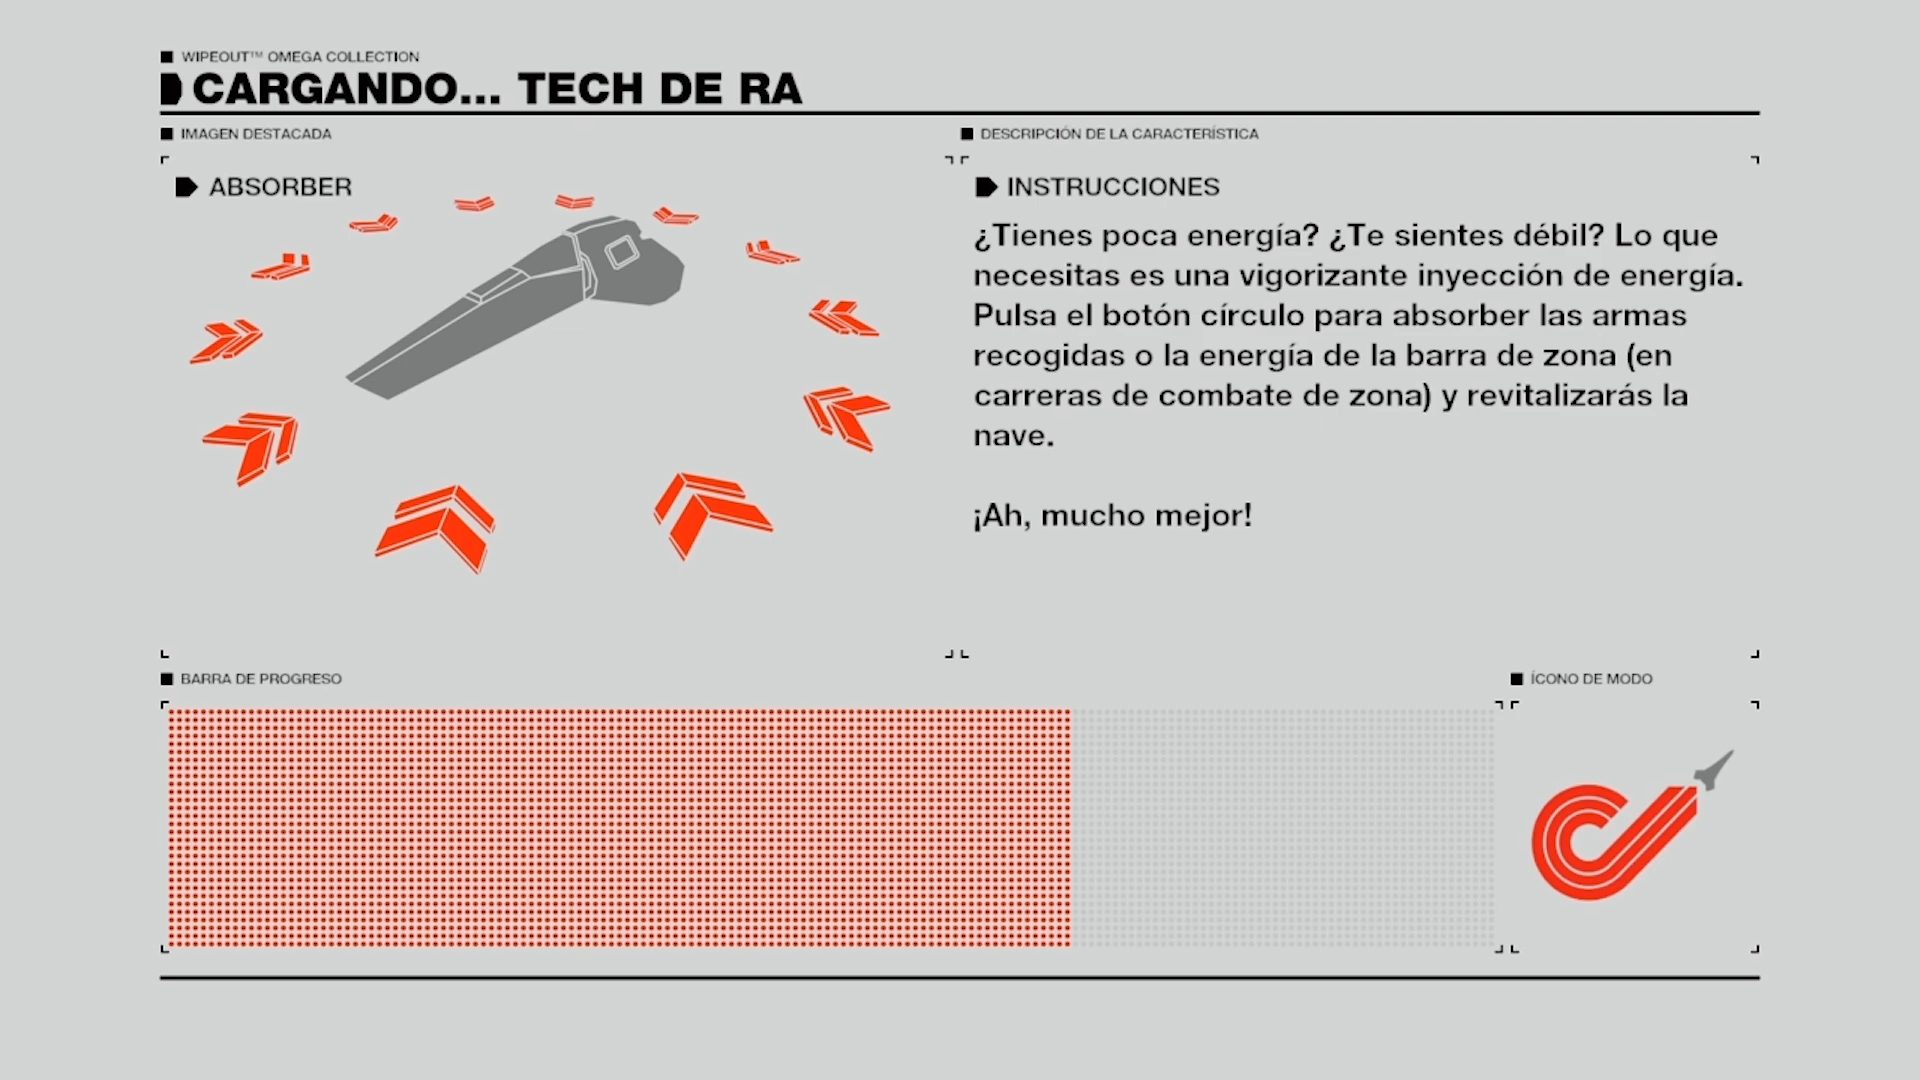 WIPEOUT™ OMEGA COLLECTION
CARGANDO... TECH DE RA
IMAGEN DESTACADA
ABSORBER
DESCRIPCIÓN DE LA CARACTERÍSTICA
INSTRUCCIONES
¿Tienes poca energía? ¿Te sientes débil? Lo que
necesitas es una vigorizante inyección de energía.
Pulsa el botón círculo para absorber las armas
recogidas o la energía de la barra de zona (en
carreras de combate de zona) y revitalizarás la
nave.
¡Ah, mucho mejor!
BARRA DE PROGRESO
ÍCONO DE MODO